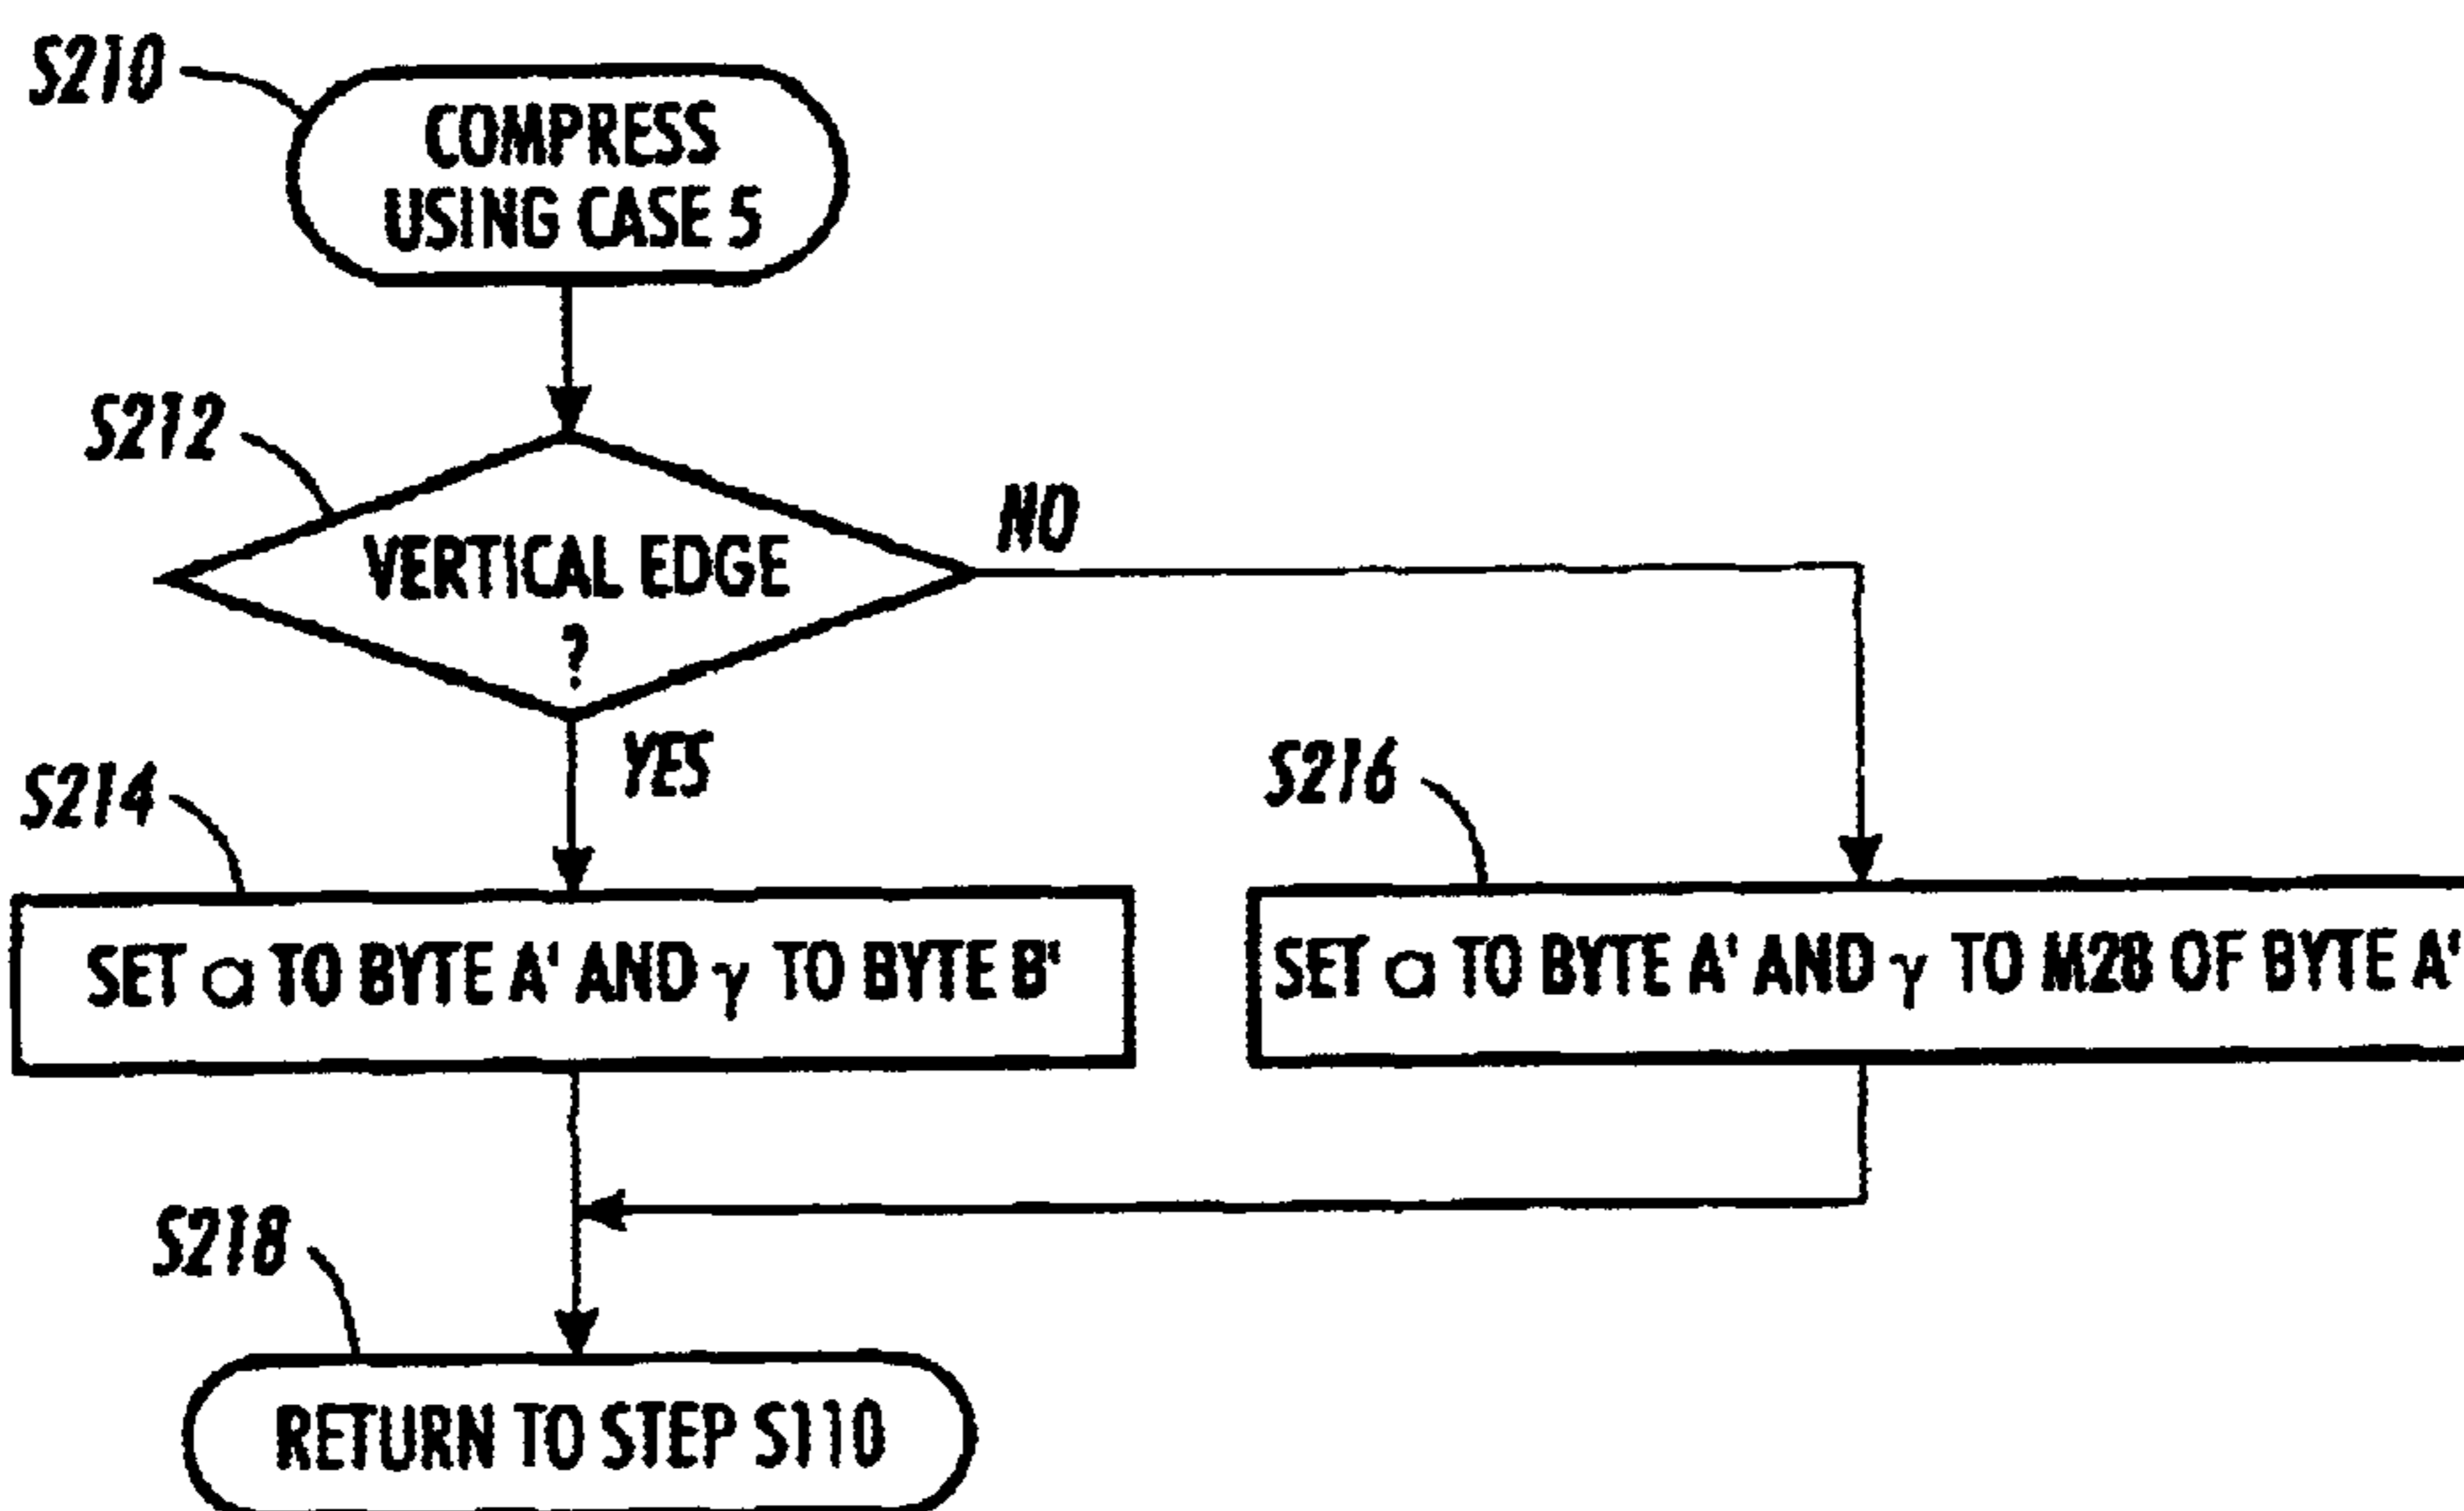 S210
COMPRESS
USING CASE 5
S212
VERTICAL EDGE
?
NO
YES
S214
S216
SET α TO BYTE A' AND γ TO BYTE B'
SET α TO BYTE A' AND γ TO M2B OF BYTE A'
S218
RETURN TO STEP S110